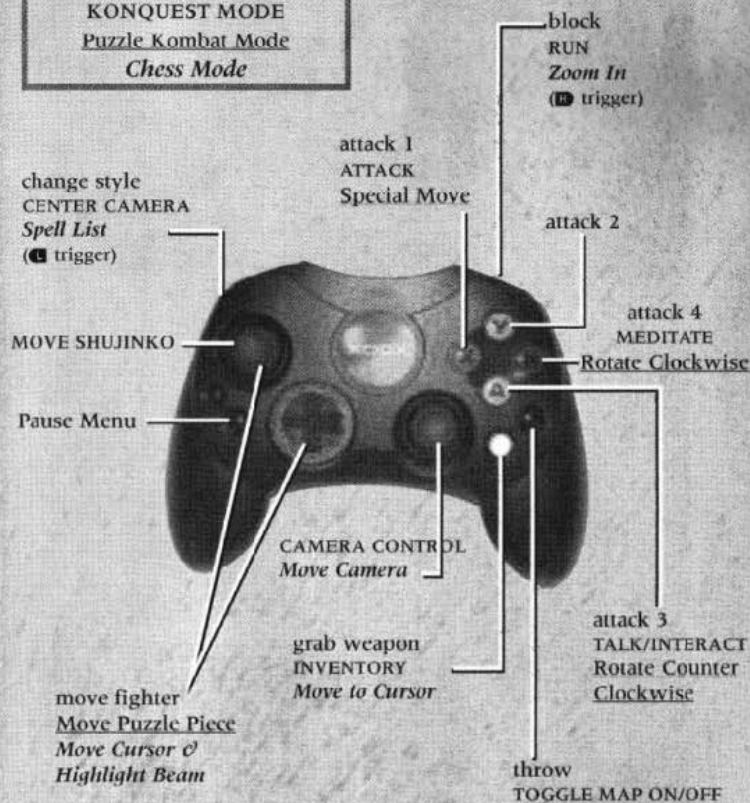 KONQUEST MODE
Puzzle Kombat Mode
Chess Mode
block
RUN
Zoom In
(R trigger)
attack 1
ATTACK
Special Move
change style
CENTER CAMERA
Spell List
(L trigger)
attack 2
attack 4
MEDITATE
Rotate Clockwise
MOVE SHUJINKO
Pause Menu
CAMERA CONTROL
Move Camera
grab weapon
INVENTORY
Move to Cursor
attack 3
TALK/INTERACT
Rotate Counter
Clockwise
move fighter
Move Puzzle Piece
Move Cursor &
Highlight Beam
throw
TOGGLE MAP ON/OFF